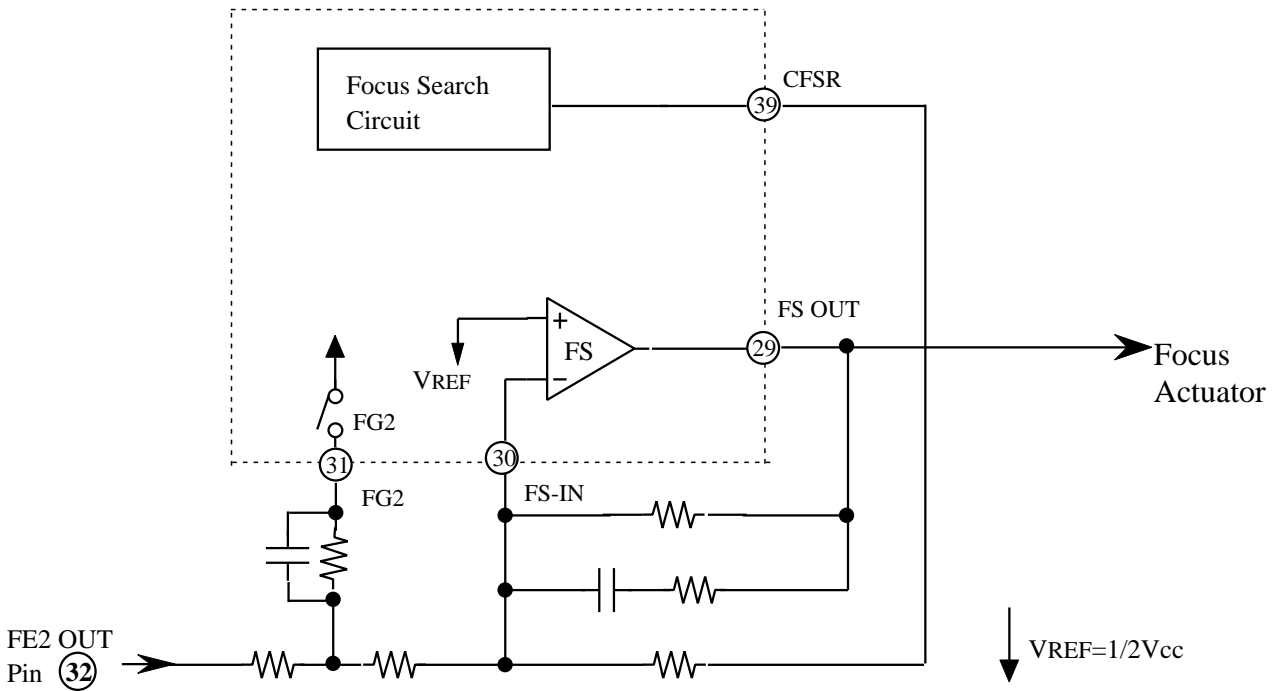 Focus Search
Circuit
CFSR
39
FS OUT
+
FS
−
29
VREF
Focus
Actuator
FG2
31
30
FG2
FS-IN
FE2 OUT
Pin 32
VREF=1/2Vcc